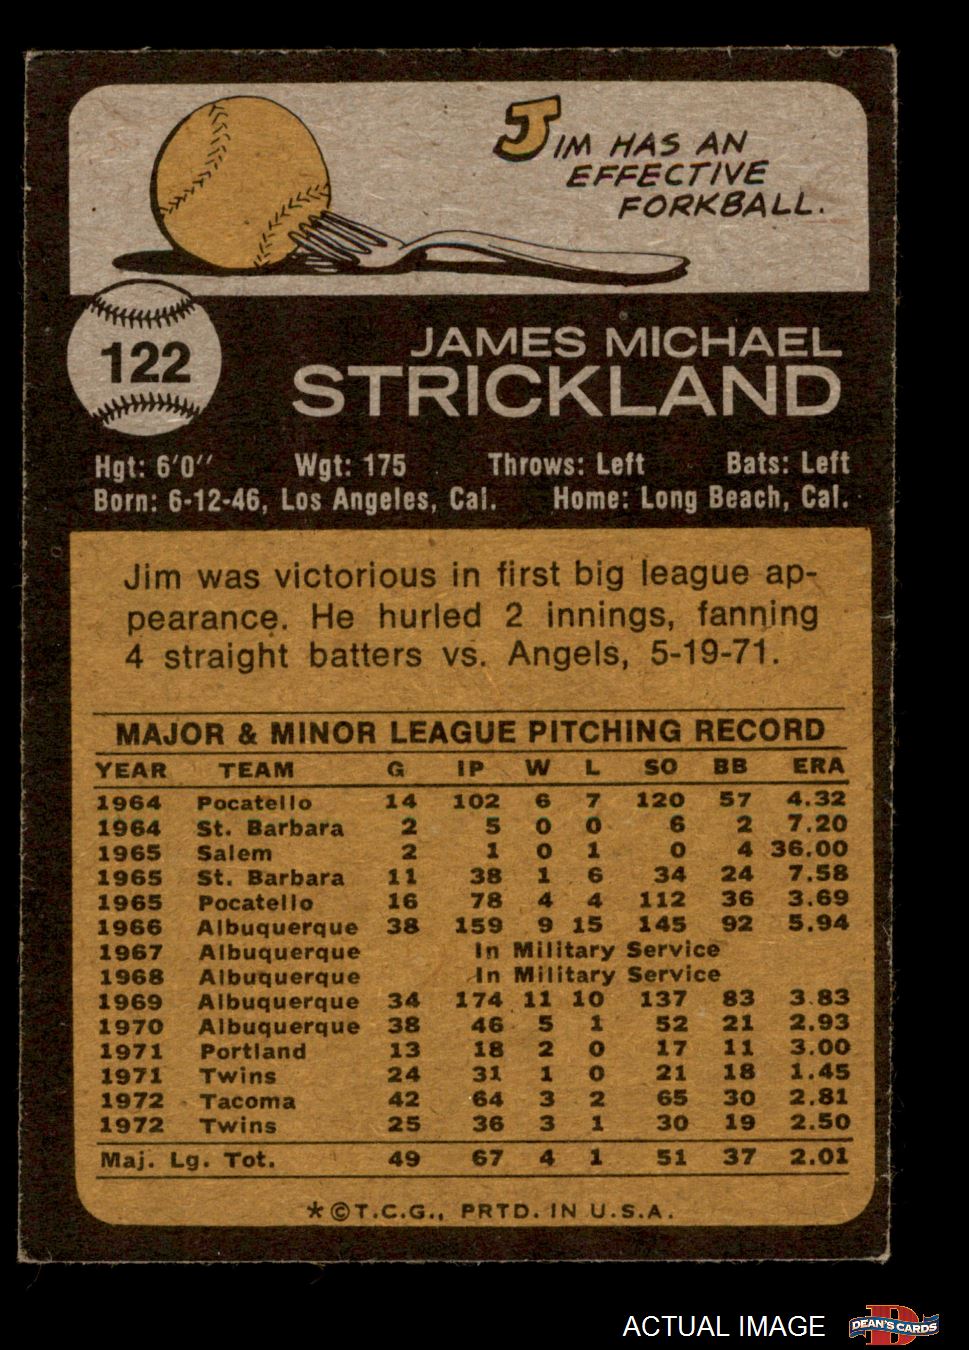 JIM HAS AN
EFFECTIVE
FORKBALL.
122
JAMES MICHAEL
STRICKLAND
Hgt: 6'0" Wgt: 175 Throws: Left Bats: Left
Born: 6-12-46, Los Angeles, Cal. Home: Long Beach, Cal.
Jim was victorious in first big league ap-
pearance. He hurled 2 innings, fanning
4 straight batters vs. Angels, 5-19-71.
MAJOR & MINOR LEAGUE PITCHING RECORD
YEAR TEAM G IP W L SO BB ERA
1964 Pocatello 14 102 6 7 120 57 4.32
1964 St. Barbara 2 5 0 0 6 2 7.20
1965 Salem 2 1 0 1 0 4 36.00
1965 St. Barbara 11 38 1 6 34 24 7.58
1965 Pocatello 16 78 4 4 112 36 3.69
1966 Albuquerque 38 159 9 15 145 92 5.94
1967 Albuquerque In Military Service
1968 Albuquerque In Military Service
1969 Albuquerque 34 174 11 10 137 83 3.83
1970 Albuquerque 38 46 5 1 52 21 2.93
1971 Portland 13 18 2 0 17 11 3.00
1971 Twins 24 31 1 0 21 18 1.45
1972 Tacoma 42 64 3 2 65 30 2.81
1972 Twins 25 36 3 1 30 19 2.50
Maj. Lg. Tot. 49 67 4 1 51 37 2.01
*©T.C.G., PRTD. IN U.S.A.
ACTUAL IMAGE
D
DEAN'S CARDS